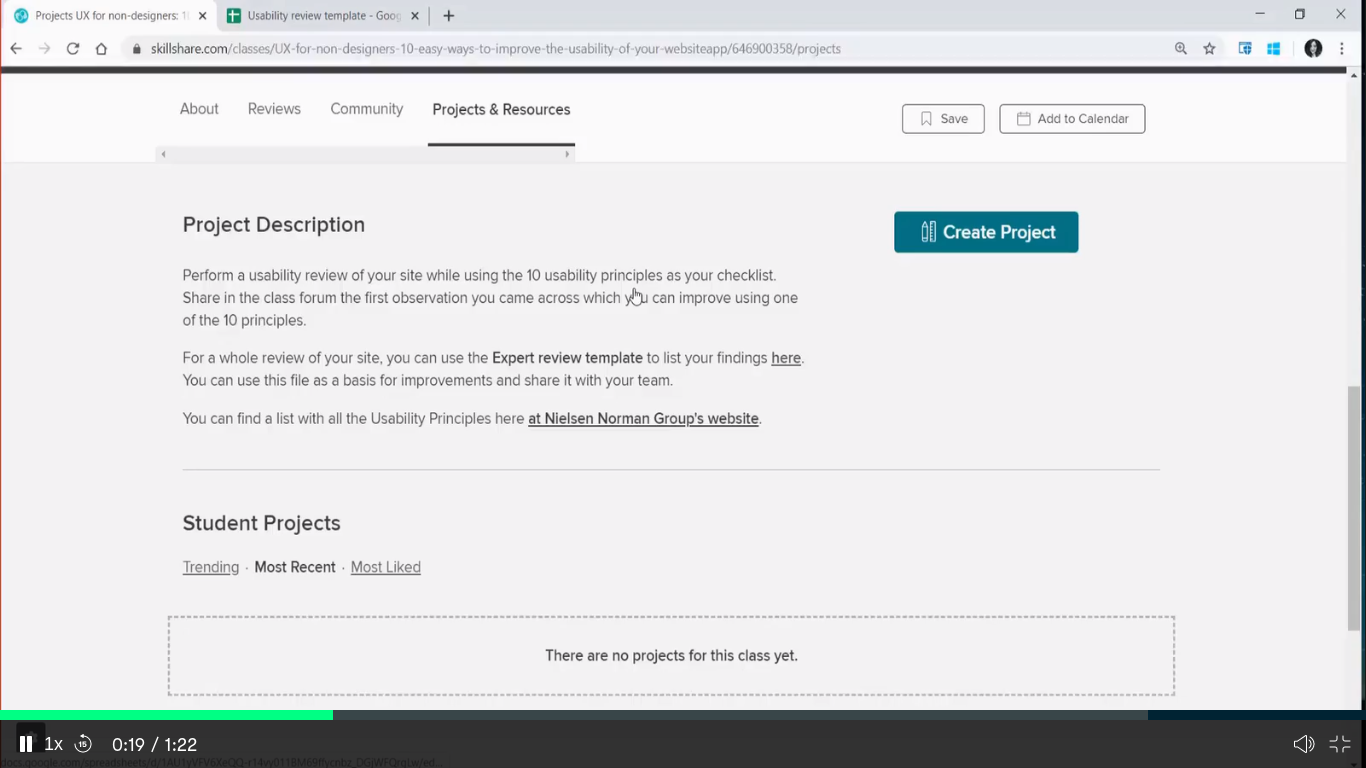 Projects UX for non-designers:
Usability review template - Goog
skillshare.com/classes/UX-for-non-designers-10-easy-ways-to-improve-the-usability-of-your-websiteapp/646900358/projects
About Reviews Community Projects & Resources
Save Add to Calendar
Project Description
Create Project
Perform a usability review of your site while using the 10 usability principles as your checklist.
Share in the class forum the first observation you came across which you can improve using one
of the 10 principles.
For a whole review of your site, you can use the Expert review template to list your findings here.
You can use this file as a basis for improvements and share it with your team.
You can find a list with all the Usability Principles here at Nielsen Norman Group's website.
Student Projects
Trending · Most Recent · Most Liked
There are no projects for this class yet.
1x 15 0:19 / 1:22